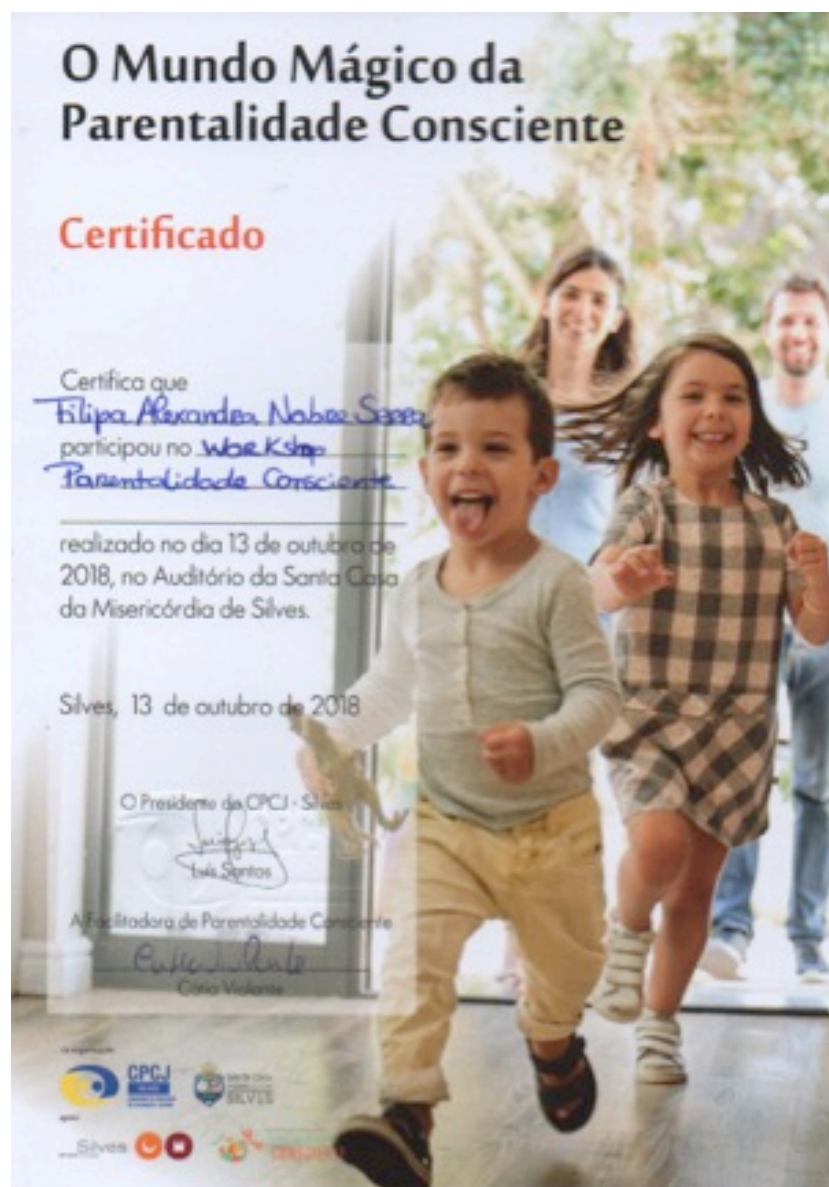 O Mundo Mágico da
Parentalidade Consciente
Certificado
Certifica que
Filipa Alexandra Nobre Serra
participou no Workshop
Parentalidade Consciente
realizado no dia 13 de outubro de
2018, no Auditório da Santa Casa
da Misericórdia de Silves.
Silves, 13 de outubro de 2018
O Presidente da CPCJ - Silves
Luís Santos
A Facilitadora de Parentalidade Consciente
Cátia Violante
CPCJ
SILVES
Silves